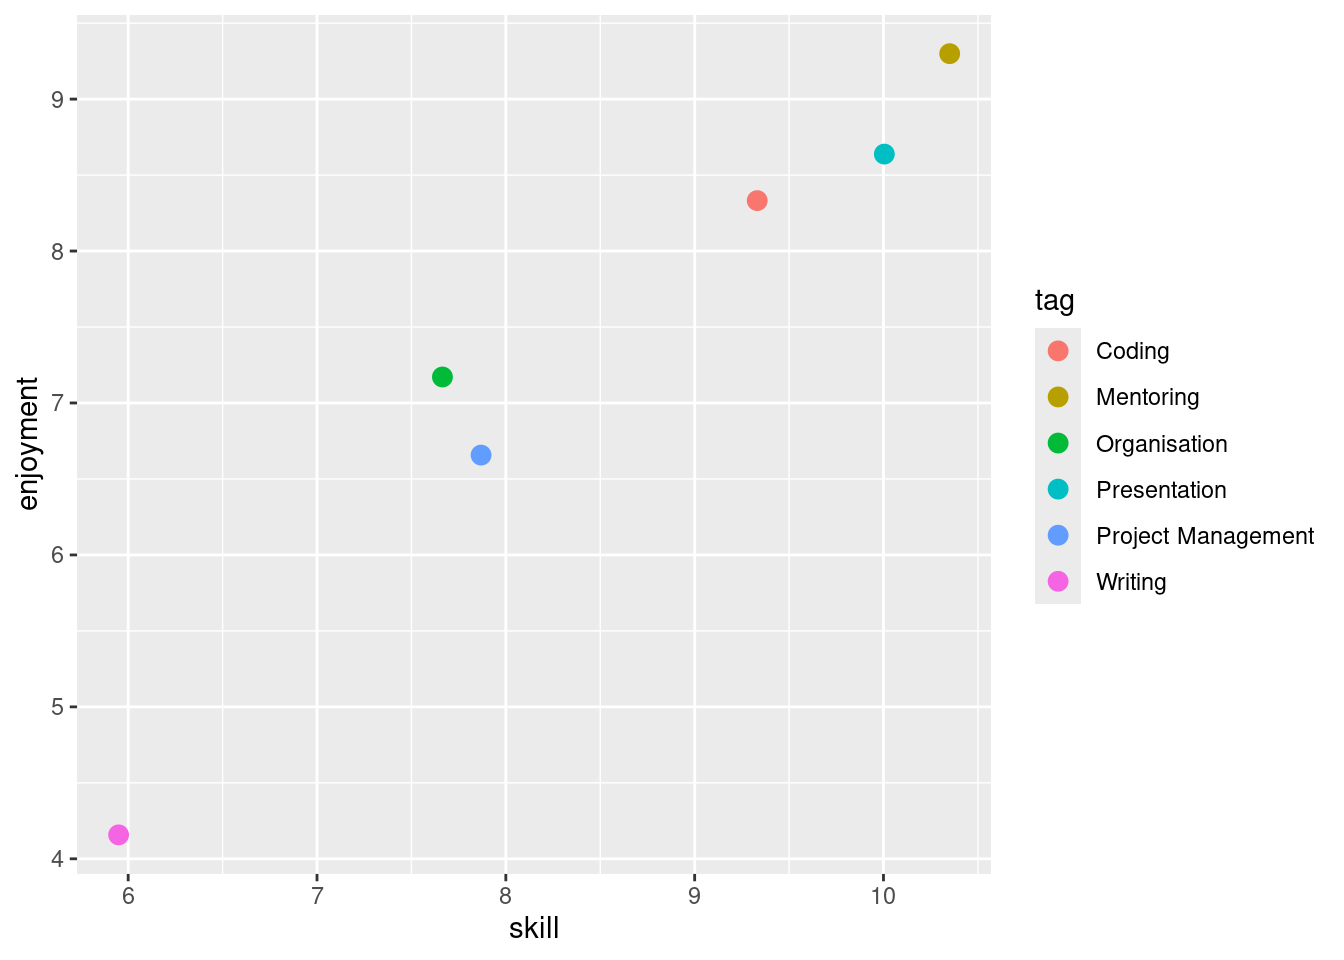 9
8
7
6
5
4
enjoyment
6 7 8 9 10
skill
tag
Coding
Mentoring
Organisation
Presentation
Project Management
Writing